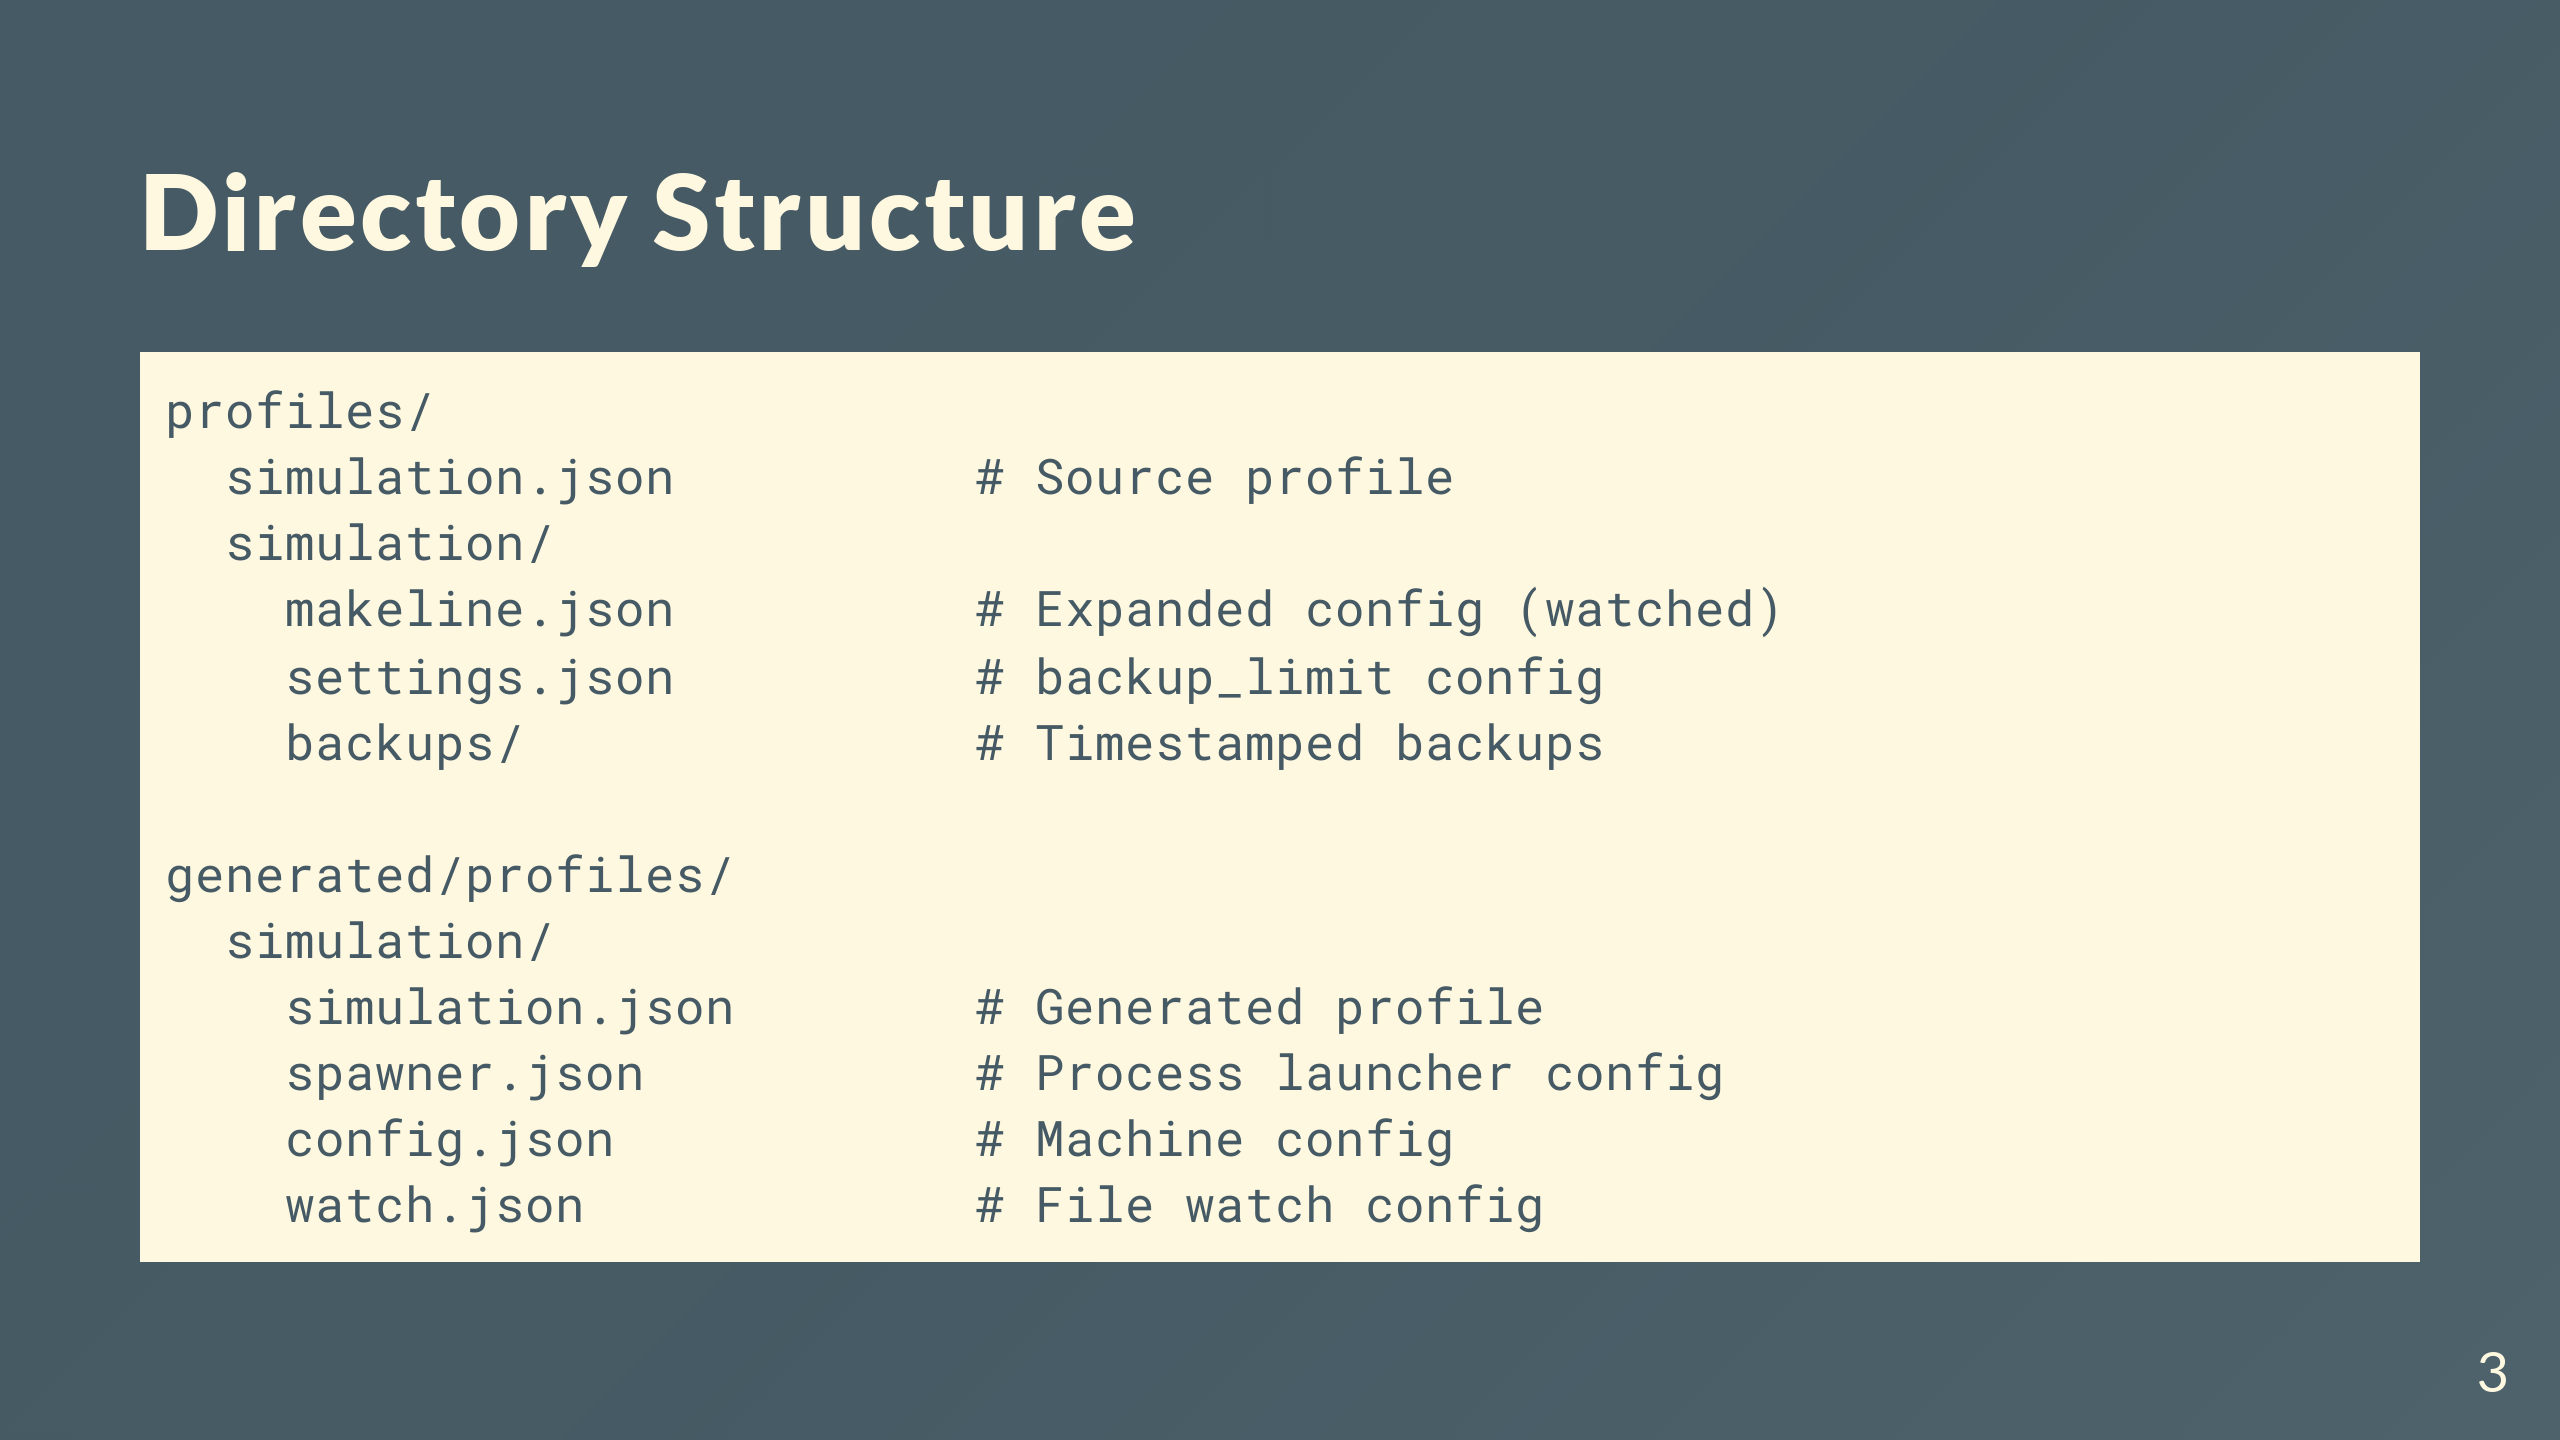 Directory Structure
profiles/
  simulation.json          # Source profile
  simulation/
    makeline.json          # Expanded config (watched)
    settings.json          # backup_limit config
    backups/               # Timestamped backups

generated/profiles/
  simulation/
    simulation.json        # Generated profile
    spawner.json           # Process launcher config
    config.json            # Machine config
    watch.json             # File watch config
3